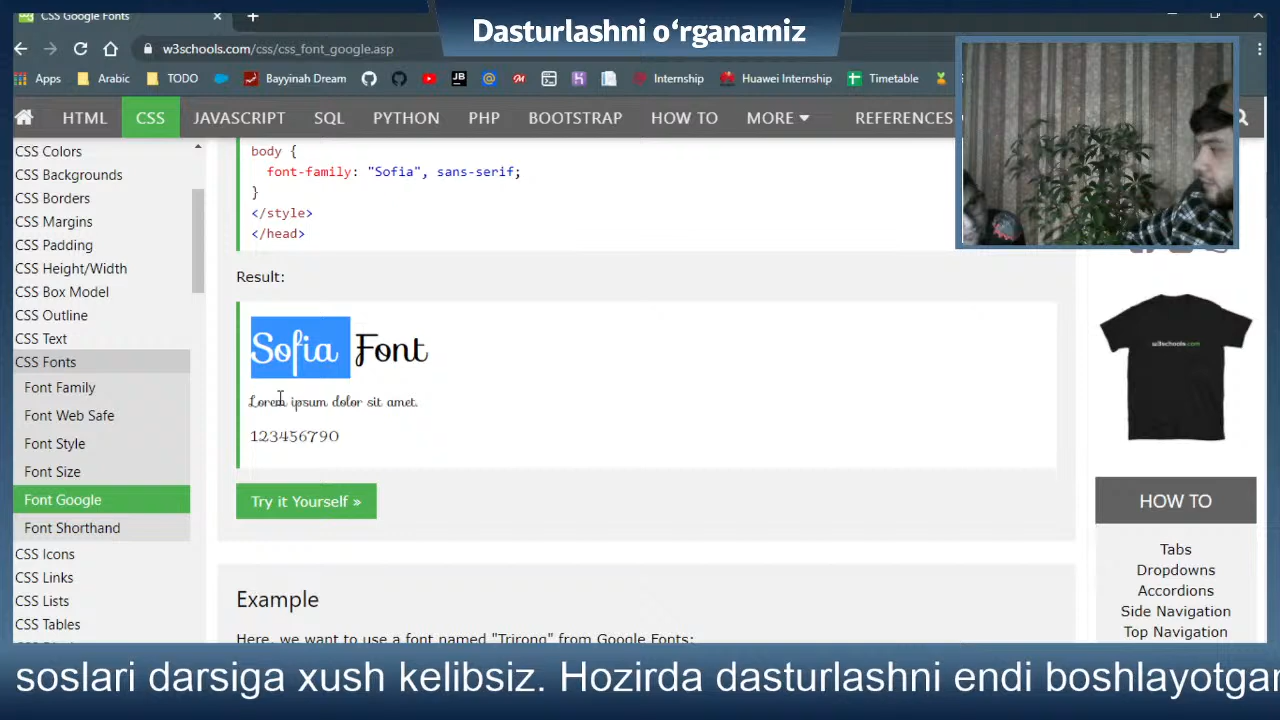 CSS Google Fonts
Dasturlashni o‘rganamiz
w3schools.com/css/css_font_google.asp
Apps Arabic TODO Bayyinah Dream JB Internship Huawei Internship Timetable
HTML CSS JAVASCRIPT SQL PYTHON PHP BOOTSTRAP HOW TO MORE REFERENCES
CSS Colors
CSS Backgrounds
CSS Borders
CSS Margins
CSS Padding
CSS Height/Width
CSS Box Model
CSS Outline
CSS Text
CSS Fonts
Font Family
Font Web Safe
Font Style
Font Size
Font Google
Font Shorthand
CSS Icons
CSS Links
CSS Lists
CSS Tables
body {
font-family: "Sofia", sans-serif;
}
</style>
</head>
Result:
Sofia Font
Lorem ipsum dolor sit amet.
123456790
Try it Yourself »
Example
Here, we want to use a font named "Trirong" from Google Fonts:
w3schools.com
HOW TO
Tabs
Dropdowns
Accordions
Side Navigation
Top Navigation
soslari darsiga xush kelibsiz. Hozirda dasturlashni endi boshlayotgan